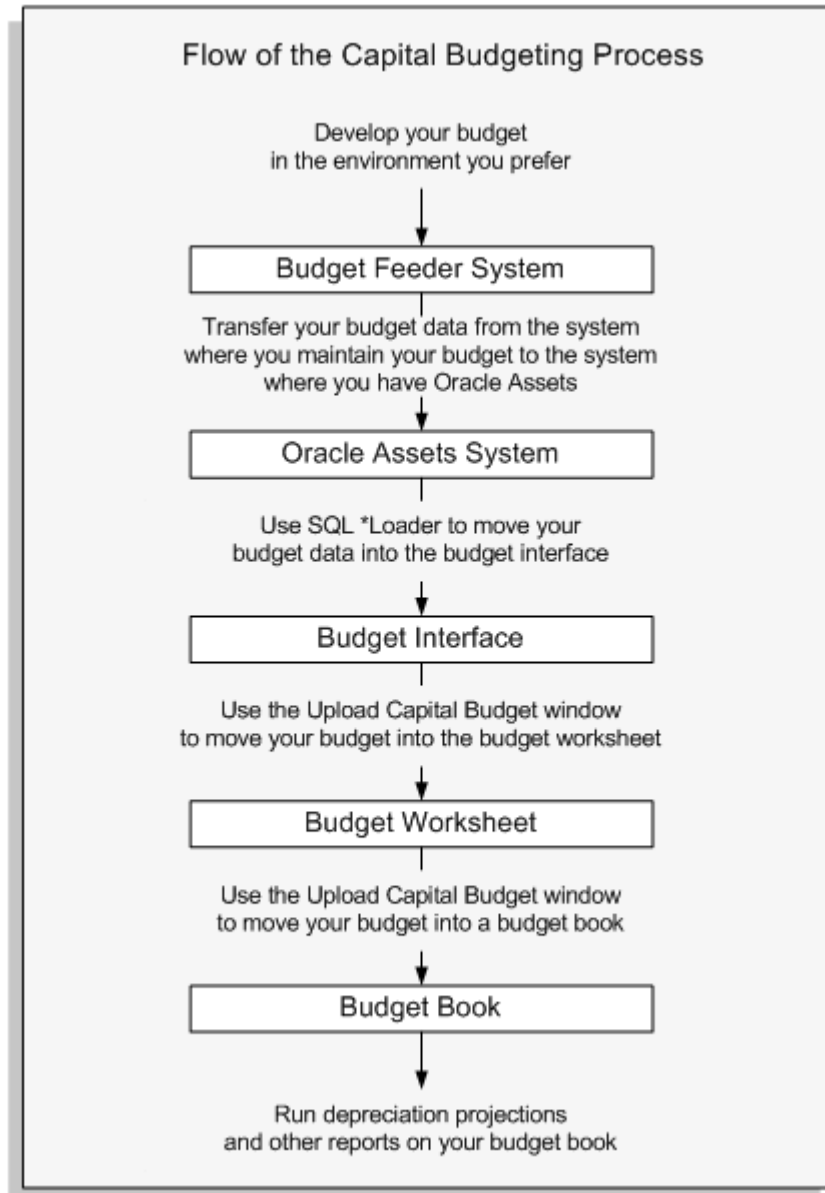 Flow of the Capital Budgeting Process
Develop your budget
in the environment you prefer
Budget Feeder System
Transfer your budget data from the system
where you maintain your budget to the system
where you have Oracle Assets
Oracle Assets System
Use SQL *Loader to move your
budget data into the budget interface
Budget Interface
Use the Upload Capital Budget window
to move your budget into the budget worksheet
Budget Worksheet
Use the Upload Capital Budget window
to move your budget into a budget book
Budget Book
Run depreciation projections
and other reports on your budget book